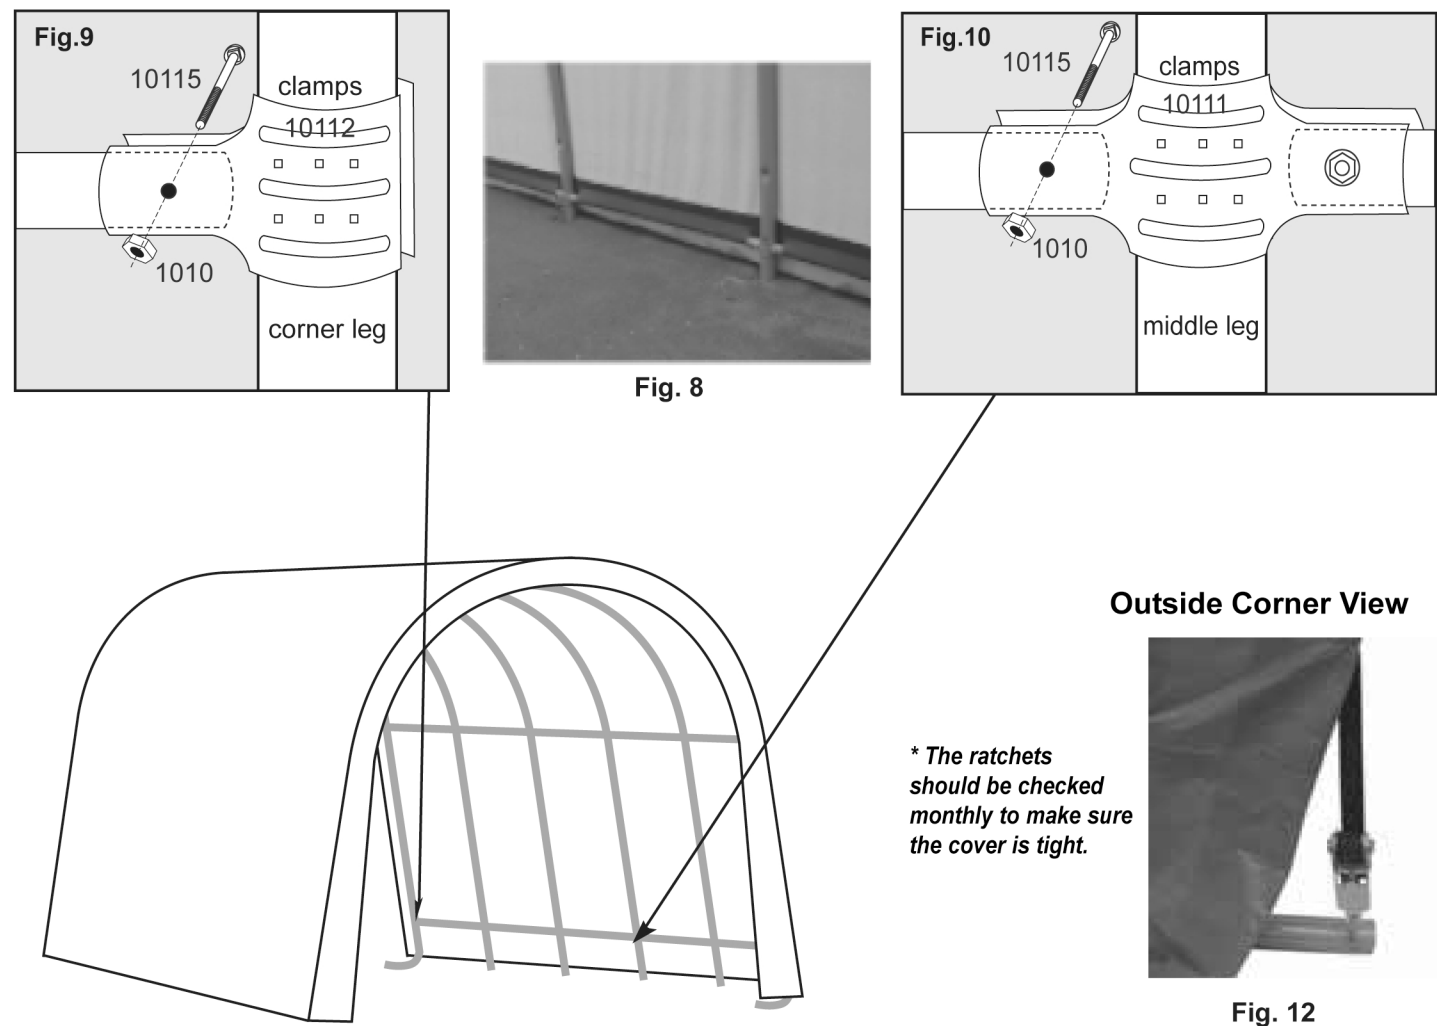 Fig.9
10115
clamps
10112
1010
corner leg
Fig. 8
Fig.10
10115
clamps
10111
1010
middle leg
Outside Corner View
* The ratchets
should be checked
monthly to make sure
the cover is tight.
Fig. 12